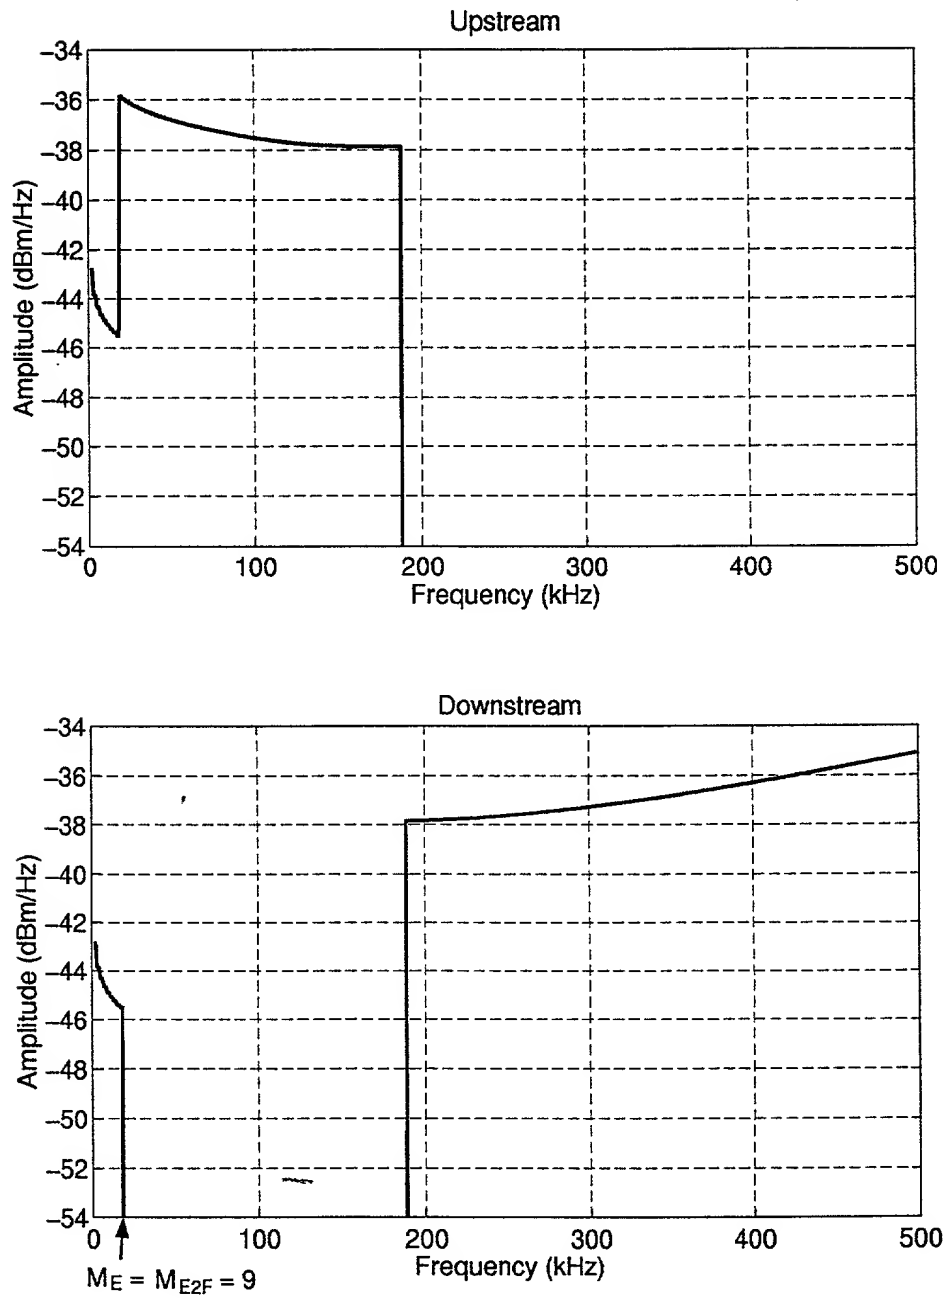 Upstream
Amplitude (dBm/Hz)
−34
−36
−38
−40
−42
−44
−46
−48
−50
−52
−54
0 100 200 300 400 500
Frequency (kHz)
Downstream
Amplitude (dBm/Hz)
−34
−36
−38
−40
−42
−44
−46
−48
−50
−52
−54
0 100 200 300 400 500
Frequency (kHz)
M_E = M_E2F = 9